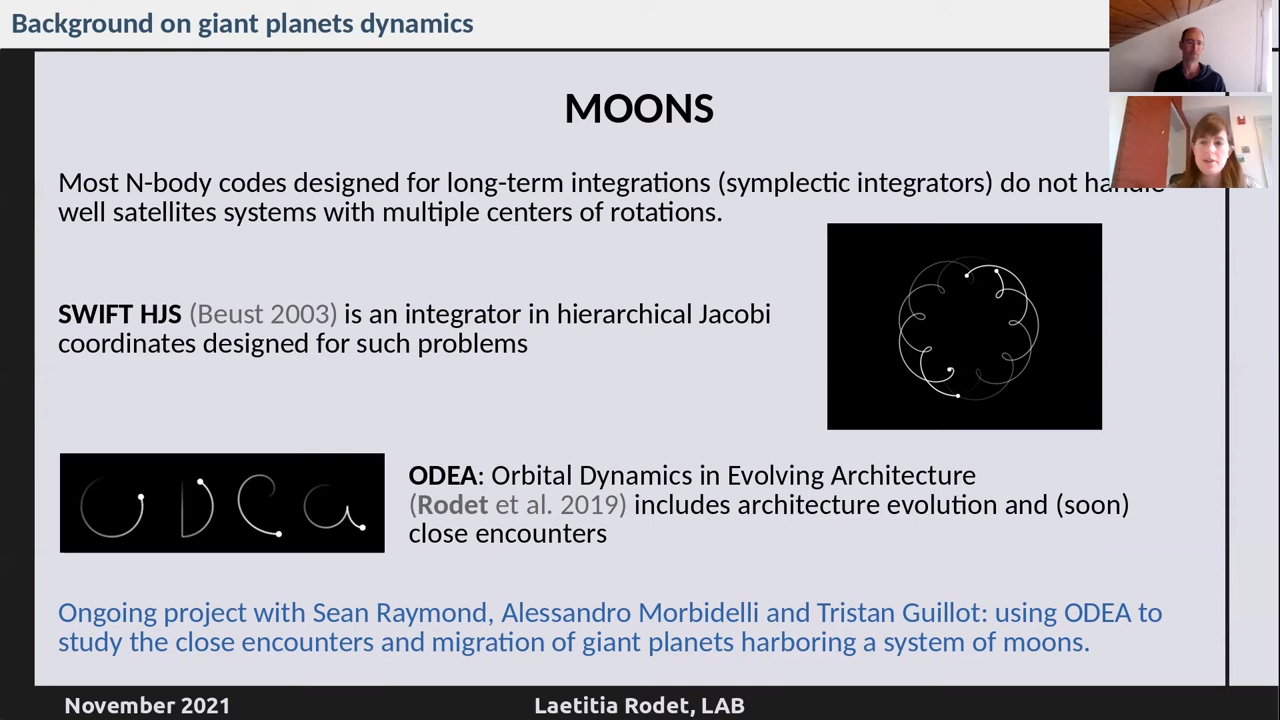 Background on giant planets dynamics
MOONS
Most N-body codes designed for long-term integrations (symplectic integrators) do not handle
well satellites systems with multiple centers of rotations.
SWIFT HJS (Beust 2003) is an integrator in hierarchical Jacobi
coordinates designed for such problems
ODEA
ODEA: Orbital Dynamics in Evolving Architecture
(Rodet et al. 2019) includes architecture evolution and (soon)
close encounters
Ongoing project with Sean Raymond, Alessandro Morbidelli and Tristan Guillot: using ODEA to
study the close encounters and migration of giant planets harboring a system of moons.
November 2021
Laetitia Rodet, LAB